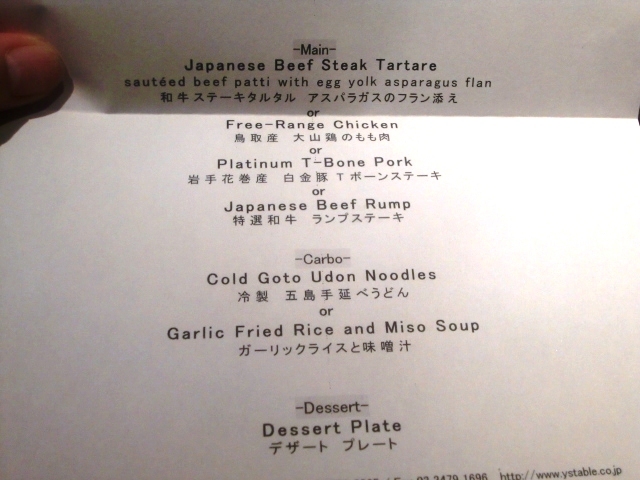 -Main-
Japanese Beef Steak Tartare
sautéed beef patti with egg yolk asparagus flan
和牛ステーキタルタル　アスパラガスのフラン添え
or
Free-Range Chicken
鳥取産　大山鶏のもも肉
or
Platinum T-Bone Pork
岩手花巻産　白金豚Tボーンステーキ
or
Japanese Beef Rump
特選和牛　ランプステーキ
-Carbo-
Cold Goto Udon Noodles
冷製　五島手延べうどん
or
Garlic Fried Rice and Miso Soup
ガーリックライスと味噌汁
-Dessert-
Dessert Plate
デザート　プレート
03-3479-1696 http://www.ystable.co.jp